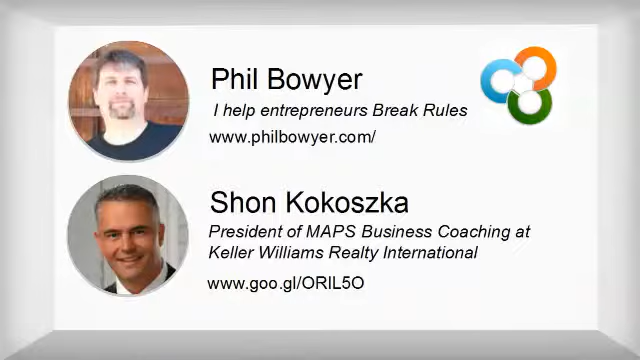 Phil Bowyer
I help entrepreneurs Break Rules
www.philbowyer.com/
Shon Kokoszka
President of MAPS Business Coaching at
Keller Williams Realty International
www.goo.gl/ORIL5O